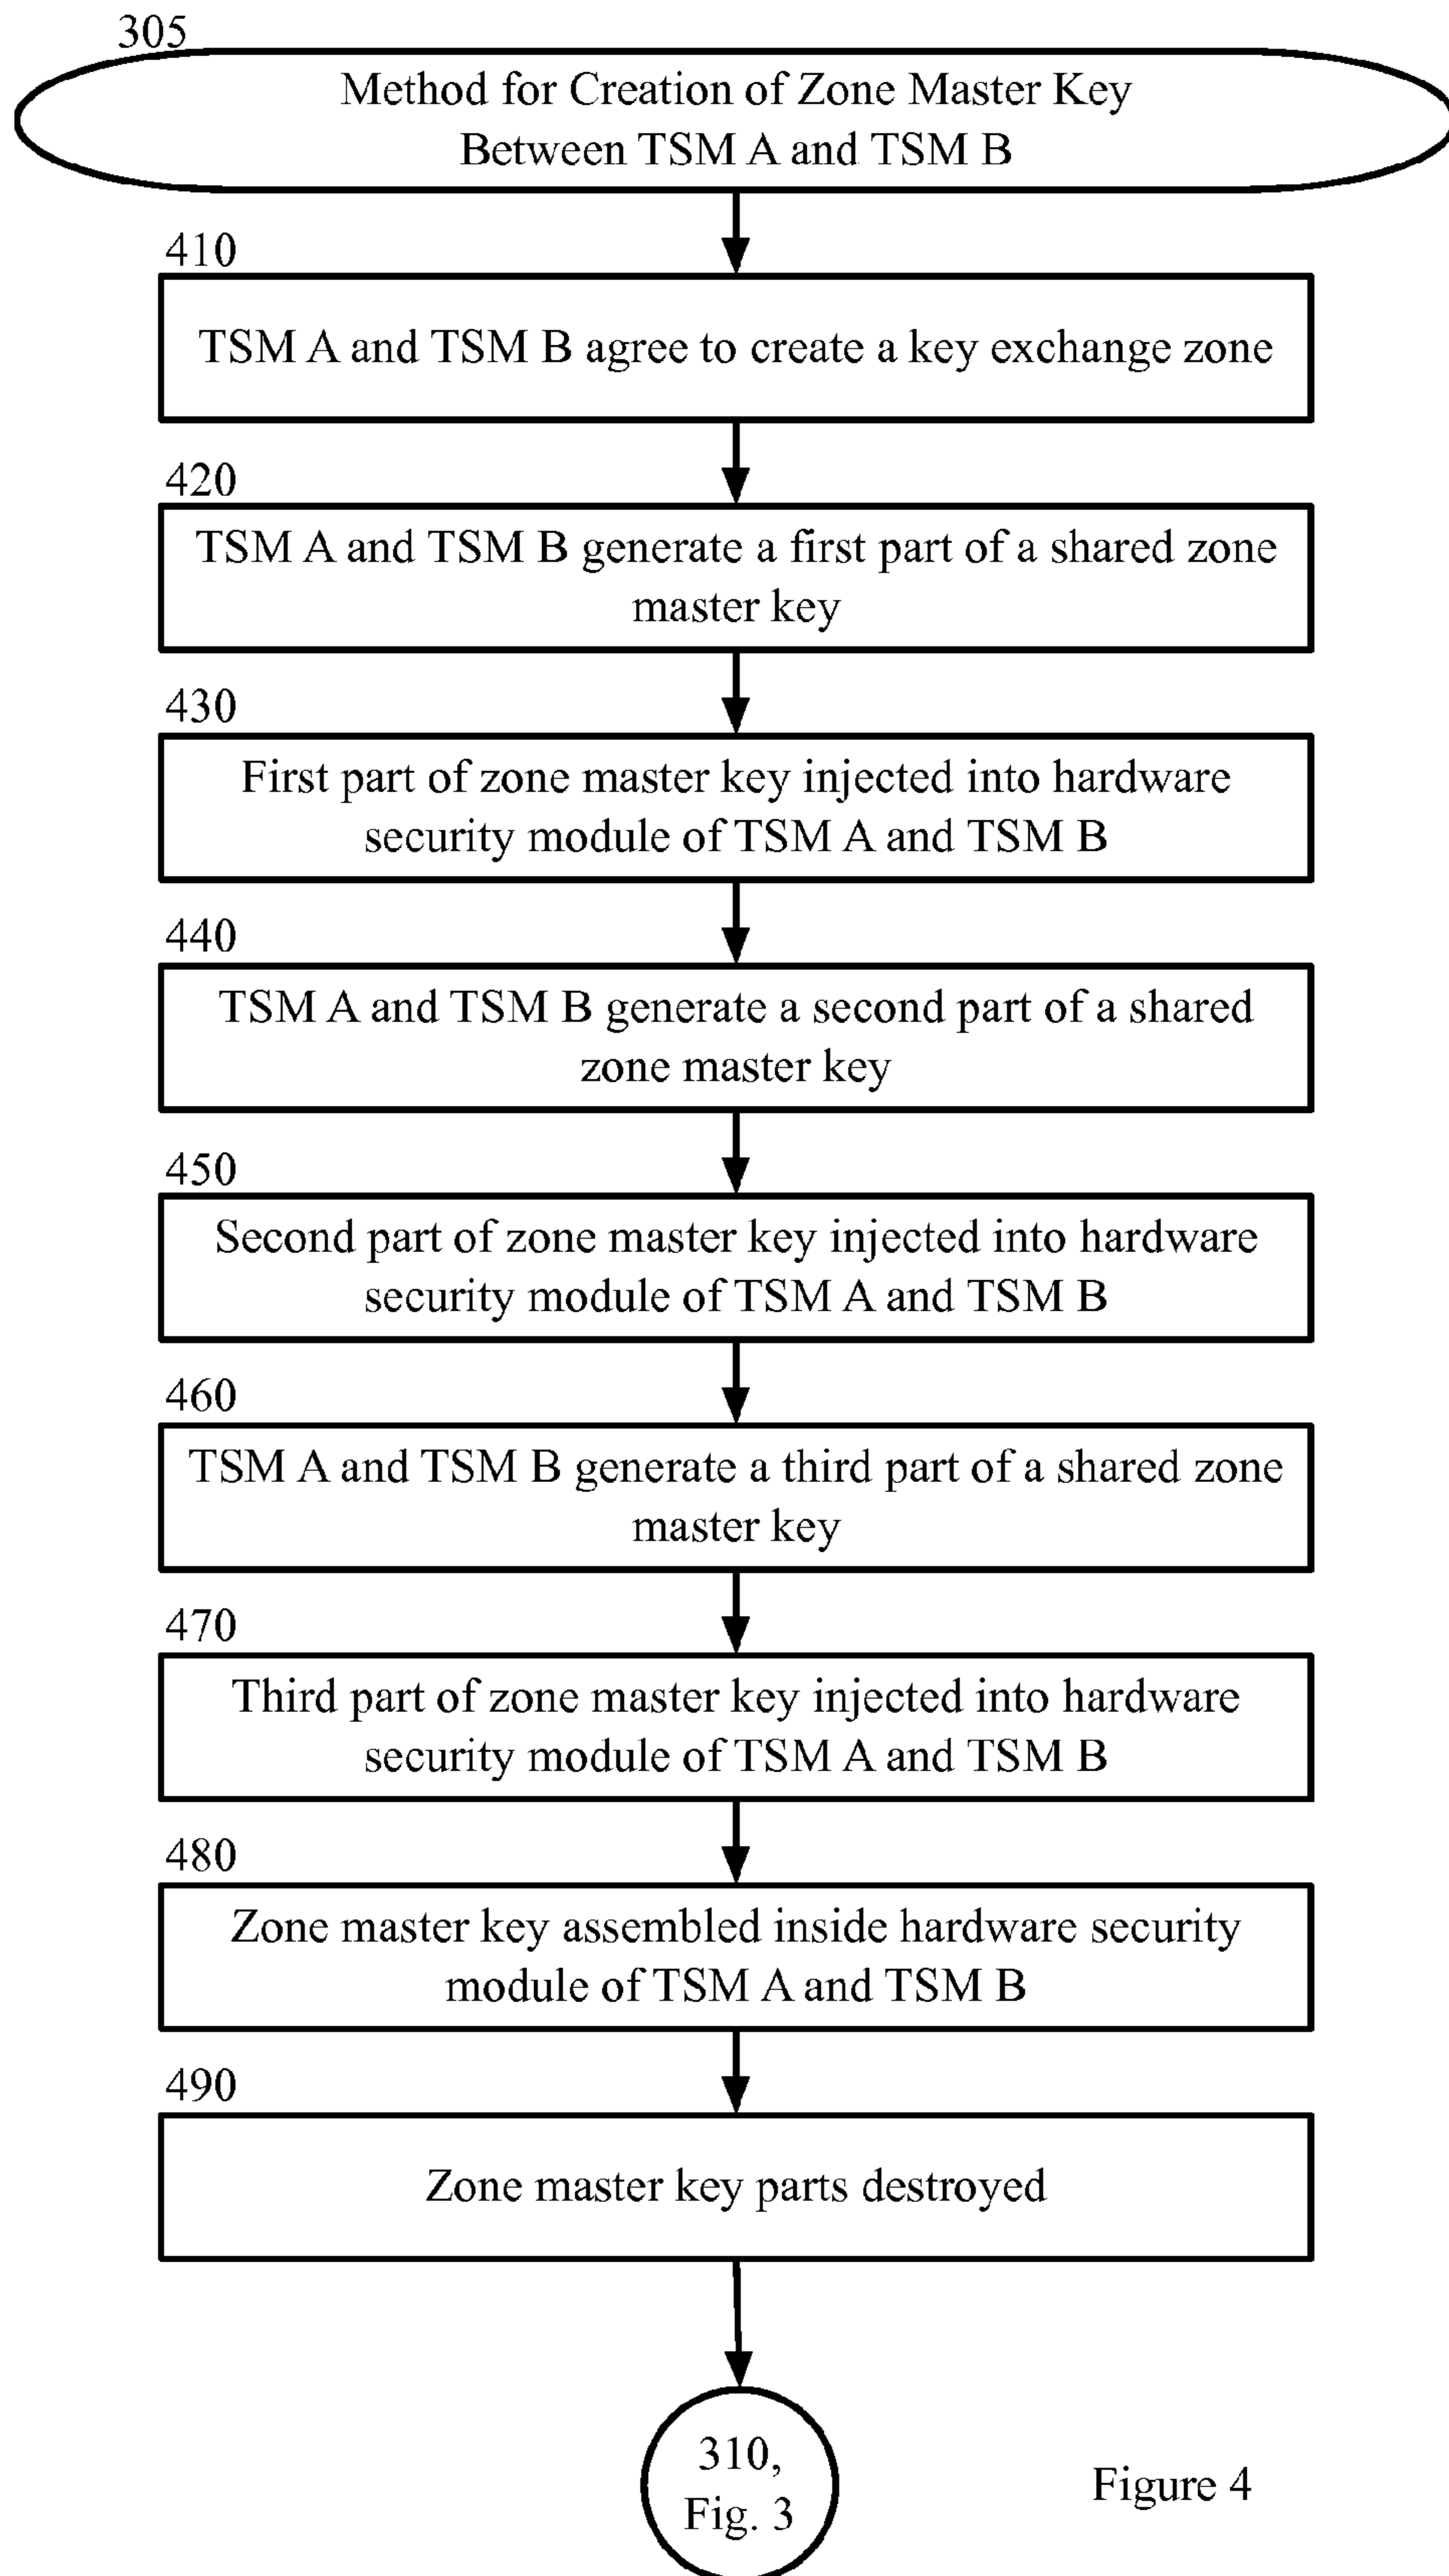 305
Method for Creation of Zone Master Key
Between TSM A and TSM B
410
TSM A and TSM B agree to create a key exchange zone
420
TSM A and TSM B generate a first part of a shared zone
master key
430
First part of zone master key injected into hardware
security module of TSM A and TSM B
440
TSM A and TSM B generate a second part of a shared
zone master key
450
Second part of zone master key injected into hardware
security module of TSM A and TSM B
460
TSM A and TSM B generate a third part of a shared zone
master key
470
Third part of zone master key injected into hardware
security module of TSM A and TSM B
480
Zone master key assembled inside hardware security
module of TSM A and TSM B
490
Zone master key parts destroyed
310,
Fig. 3
Figure 4